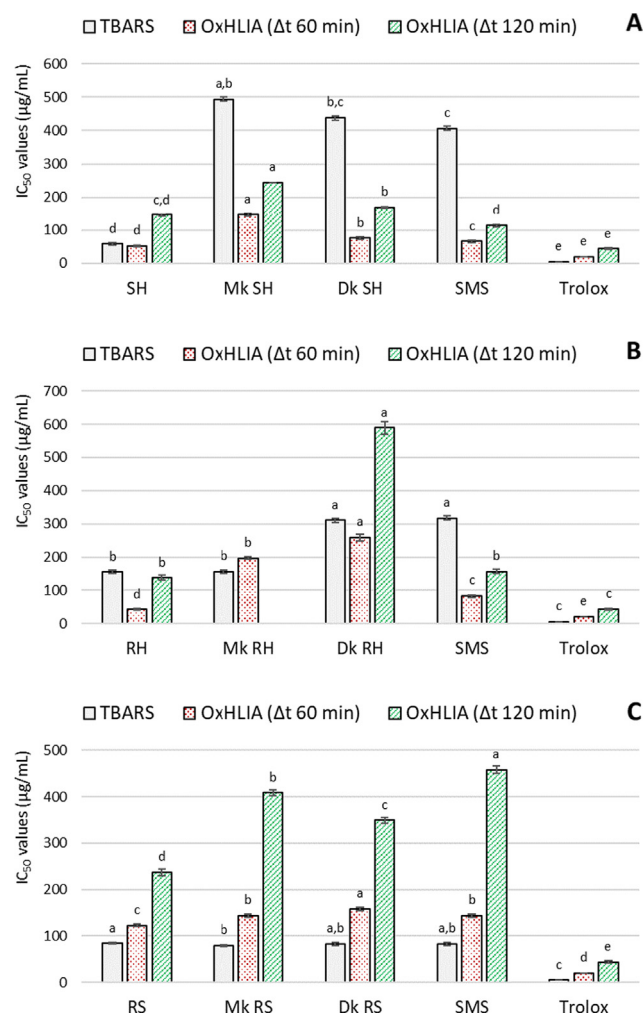 TBARS OxHLIA (Δt 60 min) OxHLIA (Δt 120 min) A
IC50 values (µg/mL)
600
500
400
300
200
100
0
d d c,d a,b a a b,c b b c c d e e e
SH Mk SH Dk SH SMS Trolox
TBARS OxHLIA (Δt 60 min) OxHLIA (Δt 120 min) B
IC50 values (µg/mL)
700
600
500
400
300
200
100
0
b d b b b a a a a c b c e c
RH Mk RH Dk RH SMS Trolox
TBARS OxHLIA (Δt 60 min) OxHLIA (Δt 120 min) C
IC50 values (µg/mL)
500
400
300
200
100
0
a c d b b b a,b a c a,b b a c d e
RS Mk RS Dk RS SMS Trolox